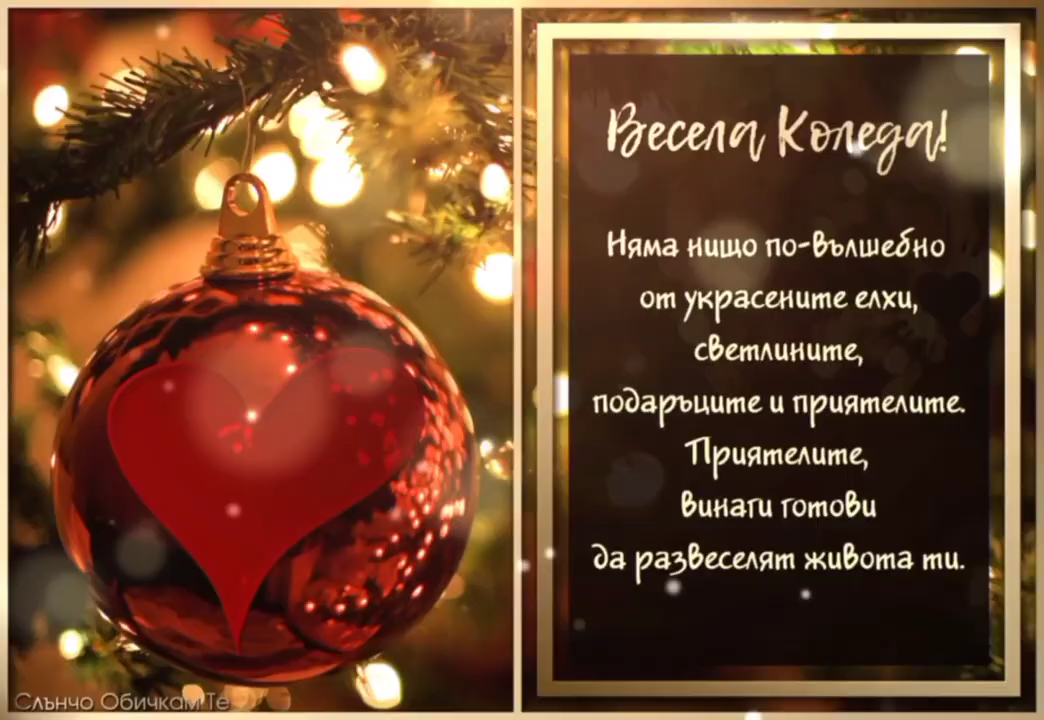 Весела Коледа!
Няма нищо по-вълшебно
от украсените елхи,
светлините,
подаръците и приятелите.
Приятелите,
винаги готови
да развеселят живота ти.
Слънчо Обичкам Те